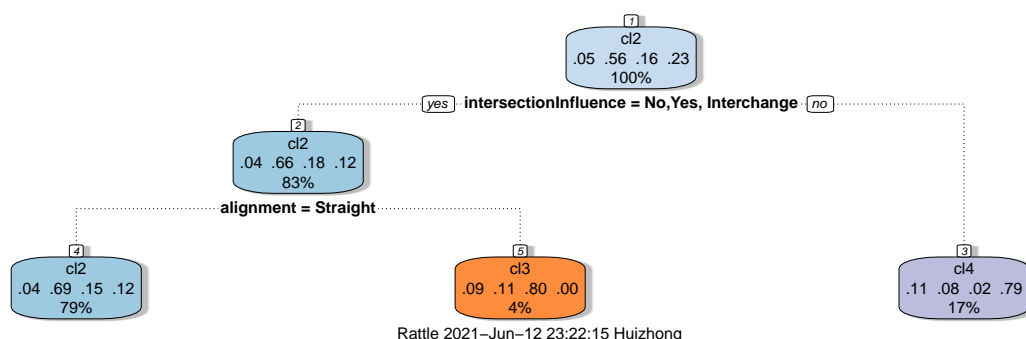 1
cl2
.05 .56 .16 .23
100%
yes intersectionInfluence = No,Yes, Interchange no
2
cl2
.04 .66 .18 .12
83%
alignment = Straight
4
cl2
.04 .69 .15 .12
79%
5
cl3
.09 .11 .80 .00
4%
3
cl4
.11 .08 .02 .79
17%
Rattle 2021−Jun−12 23:22:15 Huizhong